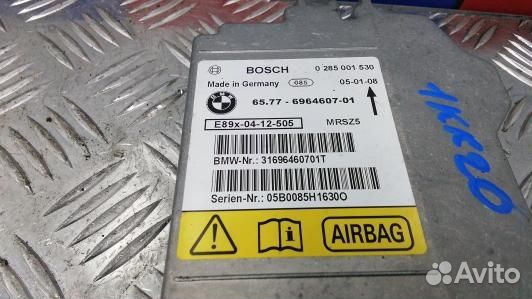 BOSCH 0 285 001 530
Made in Germany 085 05-01-08
65.77 - 6964607-01
E89x-04-12-505 MRSZ5
BMW-Nr.: 31696460701T
Serien-Nr.: 05B0085H1630O
AIRBAG
Avito